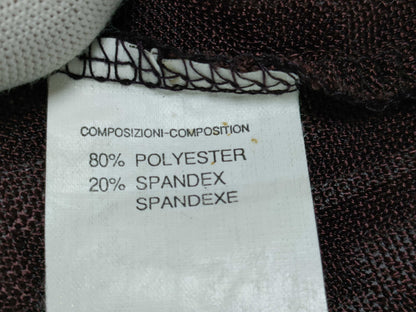 COMPOSIZIONI-COMPOSITION
80% POLYESTER
20% SPANDEX
SPANDEXE